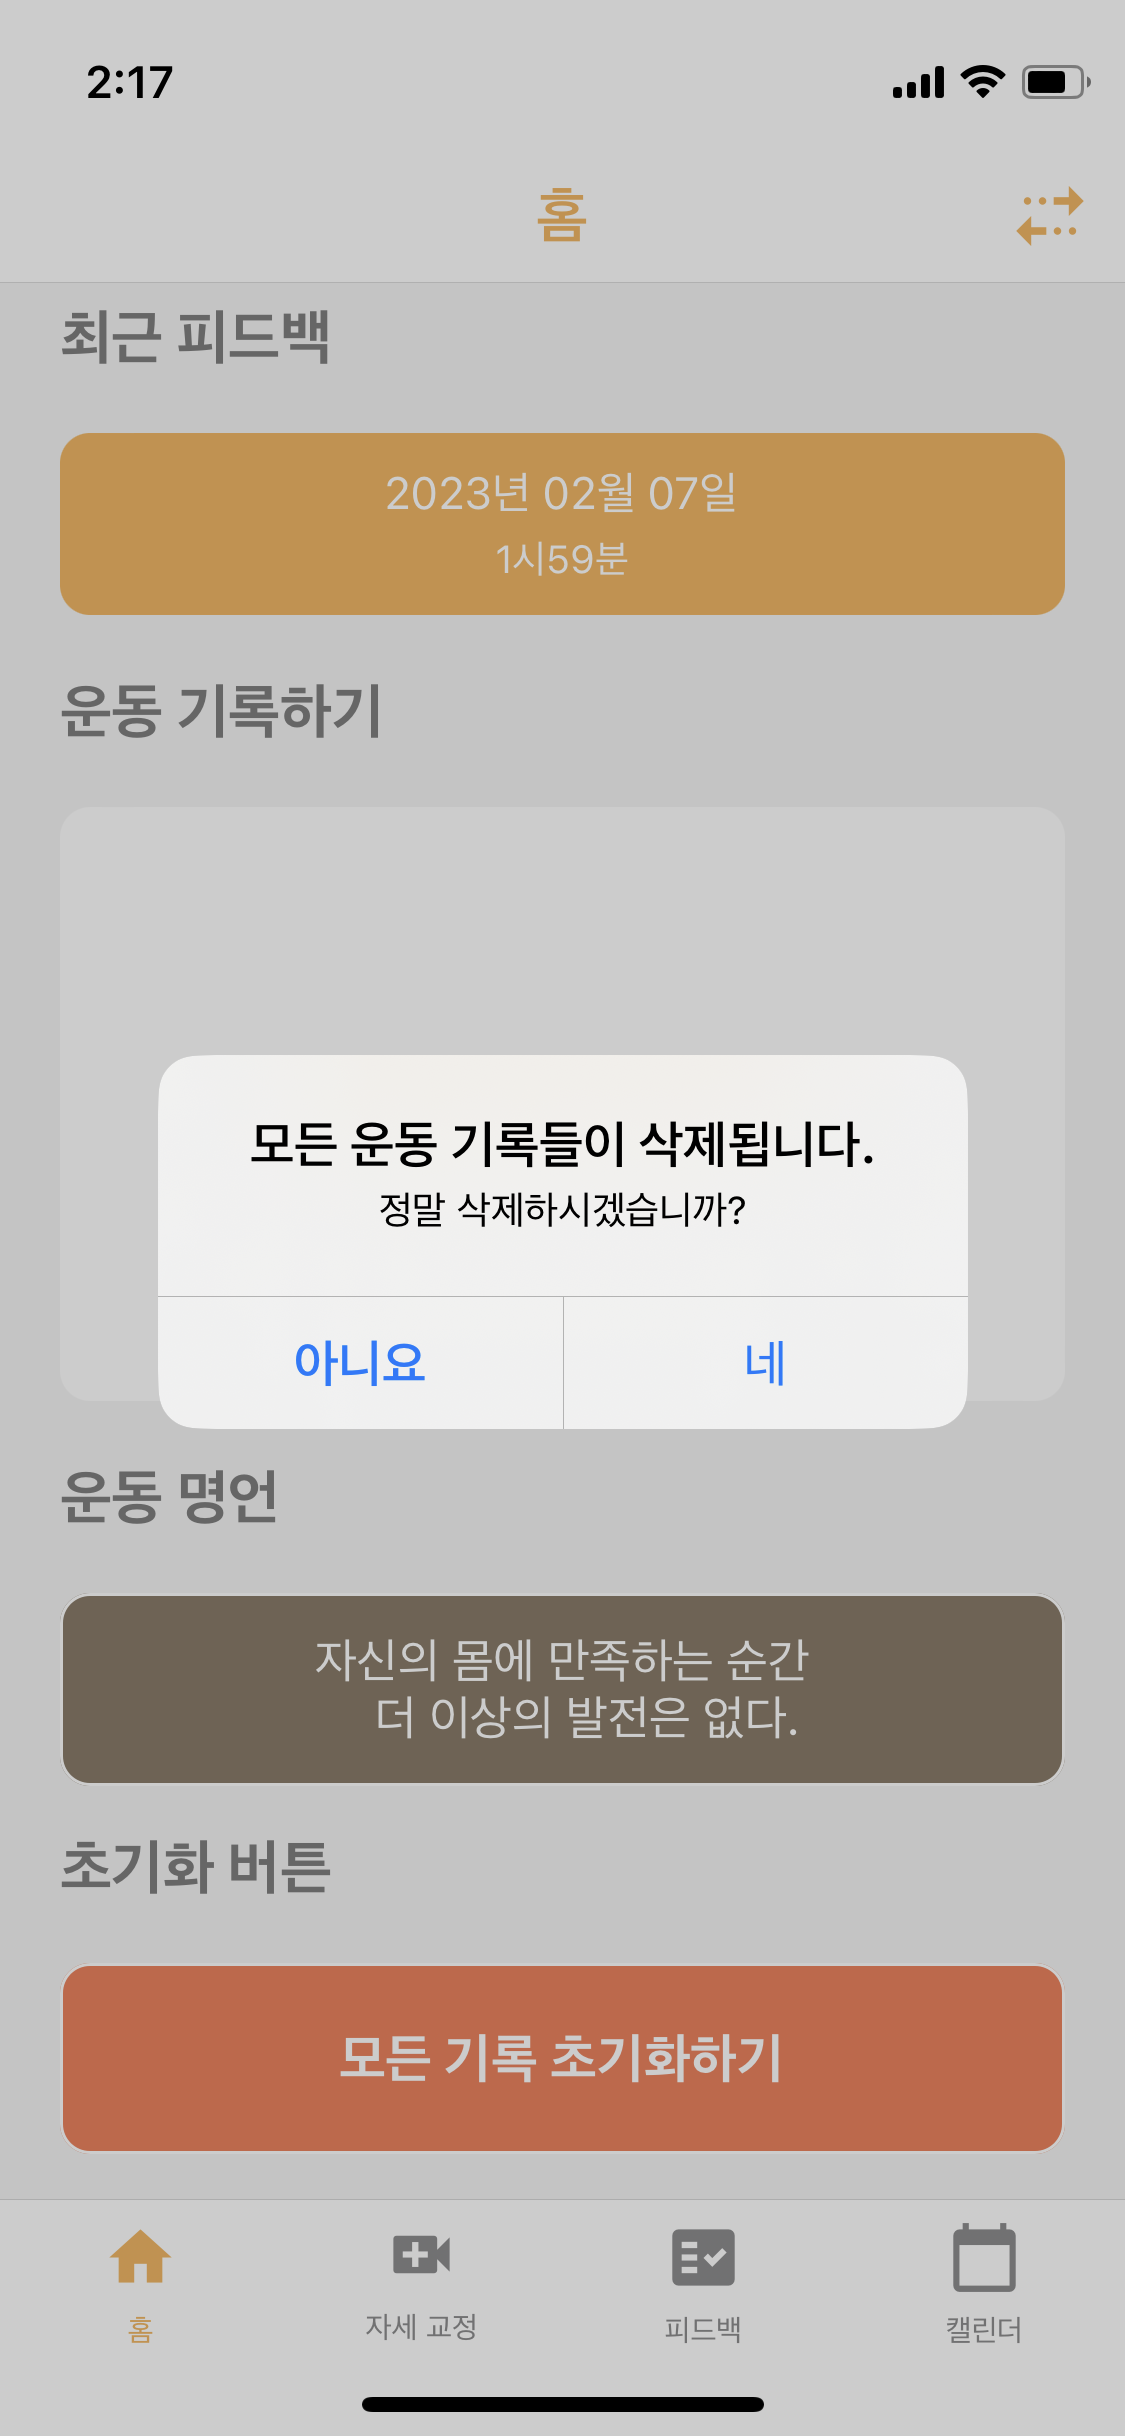 2:17
홈
최근 피드백
2023년 02월 07일
1시59분
운동 기록하기
모든 운동 기록들이 삭제됩니다.
정말 삭제하시겠습니까?
아니요
네
운동 명언
자신의 몸에 만족하는 순간
더 이상의 발전은 없다.
초기화 버튼
모든 기록 초기화하기
홈
자세 교정
피드백
캘린더